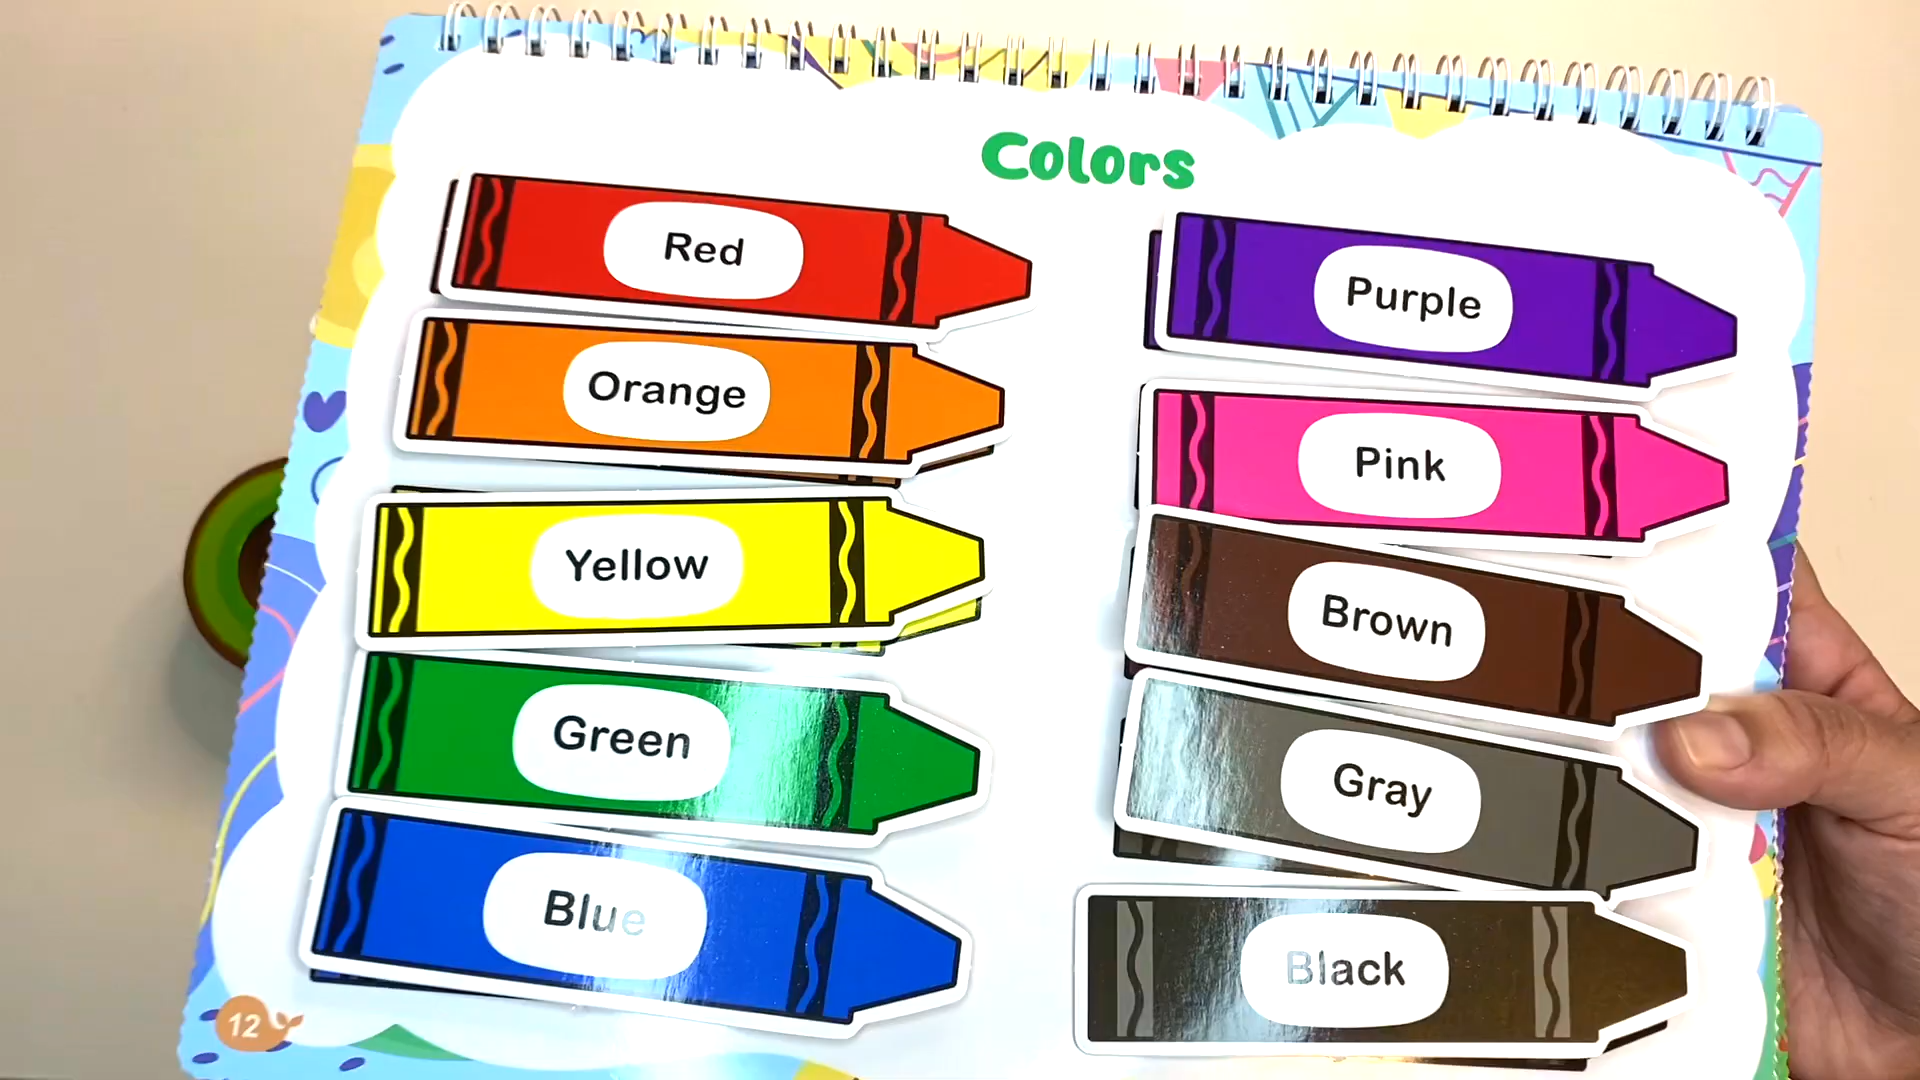 Colors
Red
Orange
Yellow
Green
Blue
Purple
Pink
Brown
Gray
Black
12